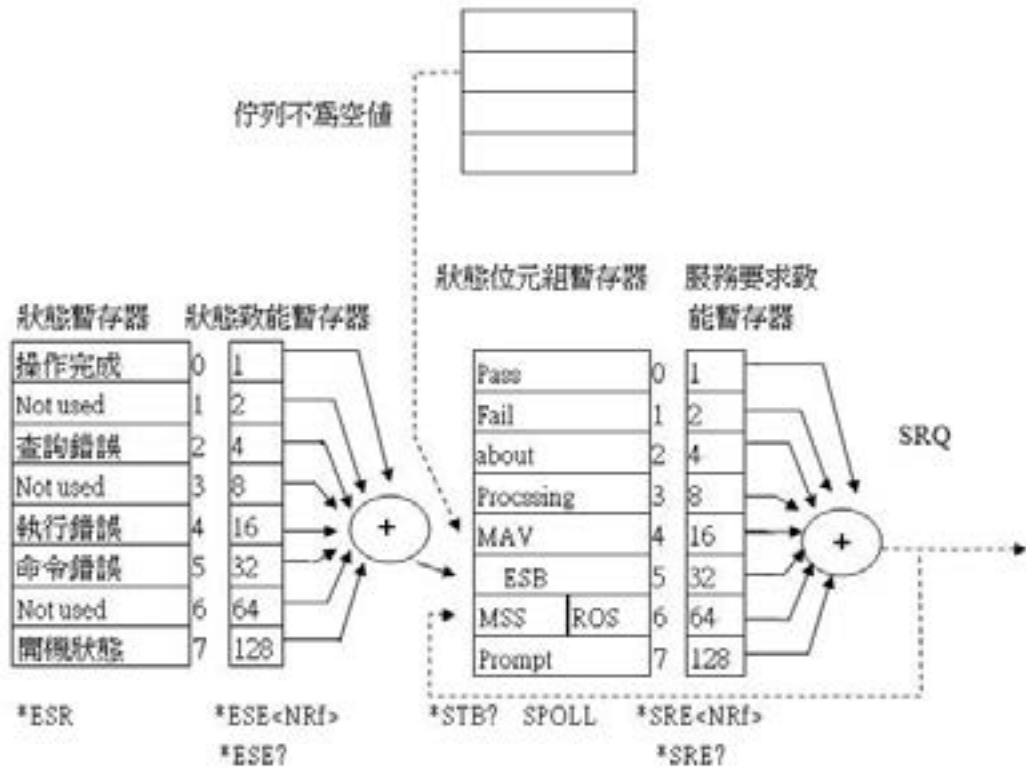 佇列不為空值
狀態位元組暫存器
服務要求致
能暫存器
狀態暫存器
狀態致能暫存器
操作完成 0 1
Not used 1 2
查詢錯誤 2 4
Not used 3 8
執行錯誤 4 16
命令錯誤 5 32
Not used 6 64
開機狀態 7 128
+
Pass 0 1
Fail 1 2
about 2 4
Procssing 3 8
MAV 4 16
ESB 5 32
MSS ROS 6 64
Prompt 7 128
+
SRQ
*ESR
*ESE<NRf>
*ESE?
*STB? SPOLL
*SRE<NRf>
*SRE?